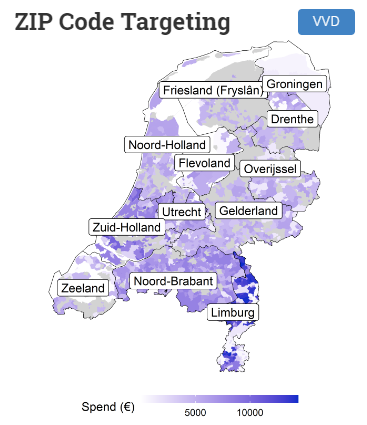 ZIP Code Targeting
VVD
Friesland (Fryslân)
Groningen
Drenthe
Noord-Holland
Flevoland
Overijssel
Utrecht
Gelderland
Zuid-Holland
Zeeland
Noord-Brabant
Limburg
Spend (€)
5000
10000